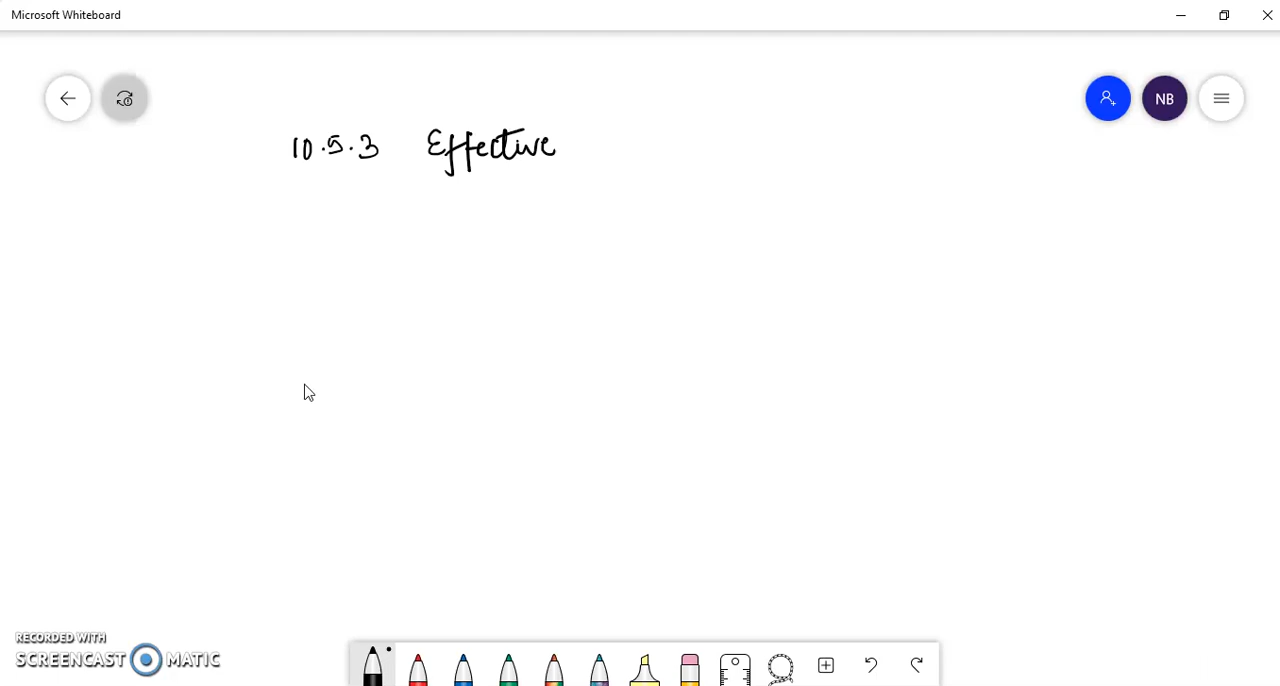 Microsoft Whiteboard
NB
10.5.3 Effective
RECORDED WITH
SCREENCAST MATIC